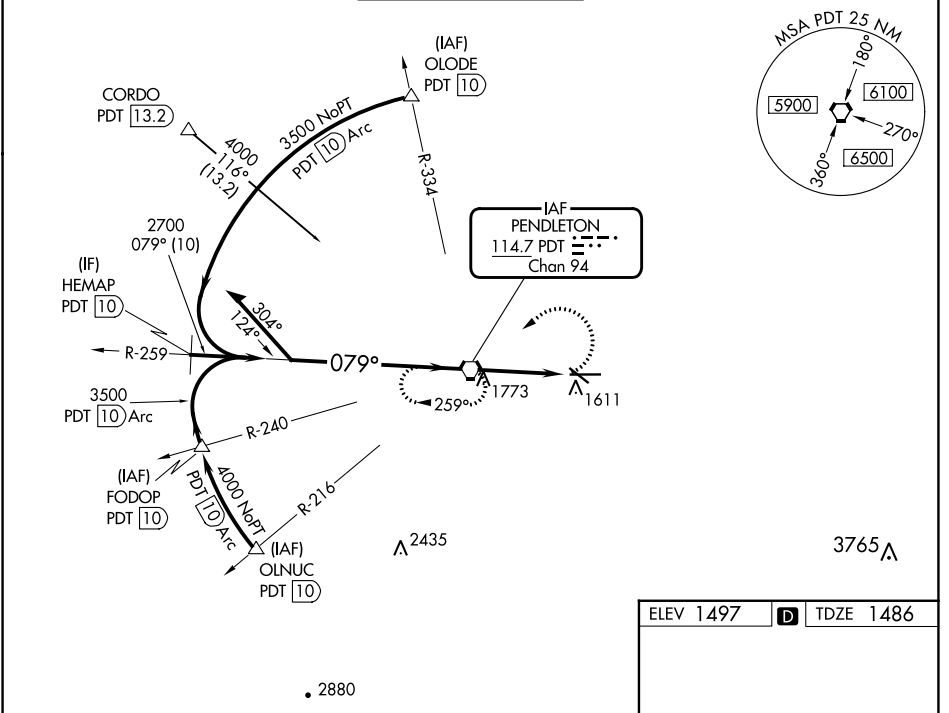 (IAF)
OLODE
PDT 10
CORDO
PDT 13.2
3500 NoPT
PDT 10 Arc
4000
116°
(13.2)
R-334
MSA PDT 25 NM
180°
5900
6100
270°
6500
360°
IAF
PENDLETON
114.7 PDT
Chan 94
2700
079° (10)
(IF)
HEMAP
PDT 10
304°
124°
R-259
079°
1773
1611
259°
3500
PDT 10 Arc
R-240
(IAF)
FODOP
PDT 10
4000 NoPT
PDT 10 Arc
R-216
(IAF)
OLNUC
PDT 10
2435
3765
ELEV 1497 D TDZE 1486
2880